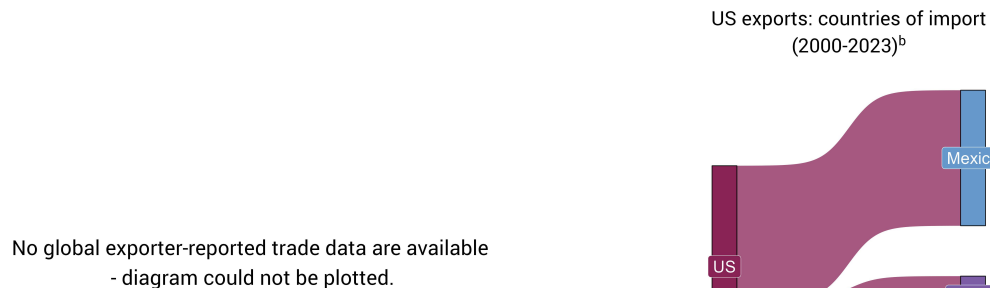 US exports: countries of import
(2000-2023)b
Mexic
US
No global exporter-reported trade data are available
- diagram could not be plotted.